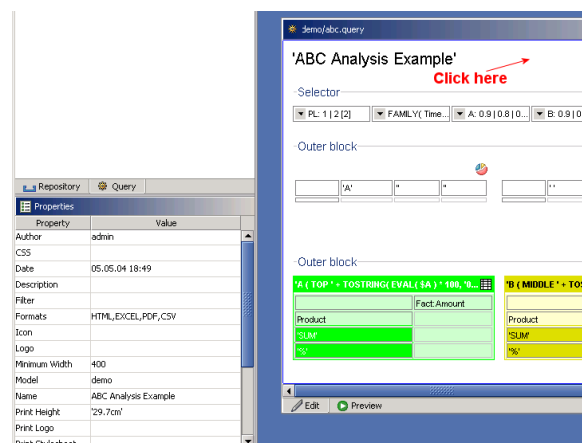 demo/abc.query
'ABC Analysis Example'
Click here
Selector
PL: 1 | 2 [2]
FAMILY( Time...
A: 0.9 | 0.8 | 0...
B: 0.9 | 0
Outer block
'A'
''
''
' '
Outer block
'A ( TOP ' + TOSTRING( EVAL( $A ) * 100, '0...
'B ( MIDDLE ' + TOS
Fact:Amount
Product
Product
'SUM'
'SUM'
'%'
'%'
Edit
Preview
Repository
Query
Properties
Property Value
Author admin
CSS
Date 05.05.04 18:49
Description
Filter
Formats HTML,EXCEL,PDF,CSV
Icon
Logo
Minimum Width 400
Model demo
Name ABC Analysis Example
Print Height '29.7cm'
Print Logo
Print Stylesheet